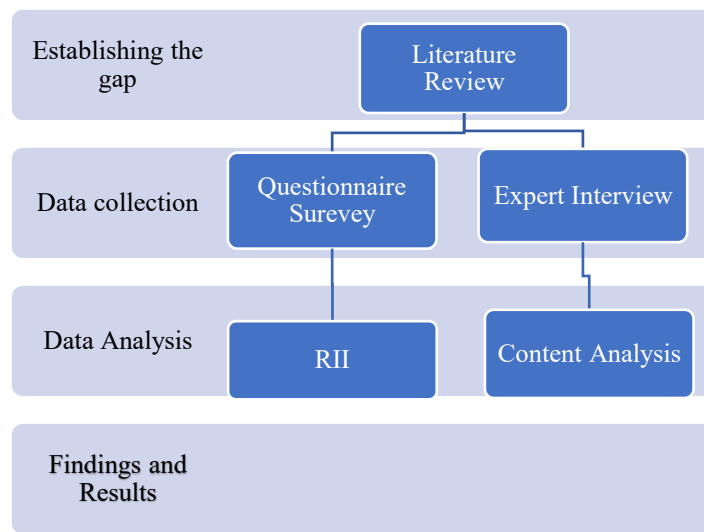 Establishing the
gap
Literature
Review
Data collection
Questionnaire
Surevey
Expert Interview
Data Analysis
RII
Content Analysis
Findings and
Results